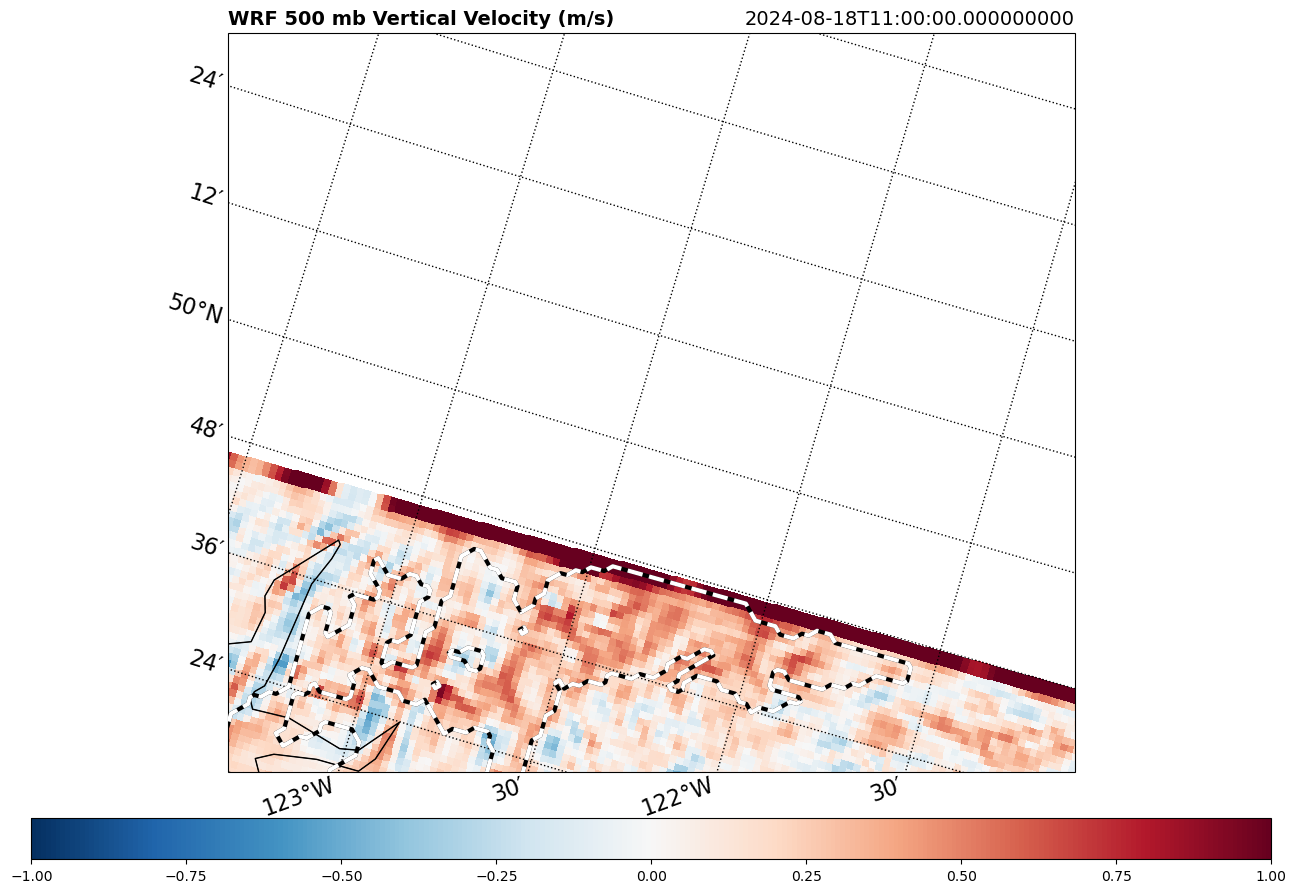 WRF 500 mb Vertical Velocity (m/s) 2024-08-18T11:00:00.000000000
24′
12′
50°N
48′
36′
24′
123°W 30′ 122°W 30′
−1.00 −0.75 −0.50 −0.25 0.00 0.25 0.50 0.75 1.00